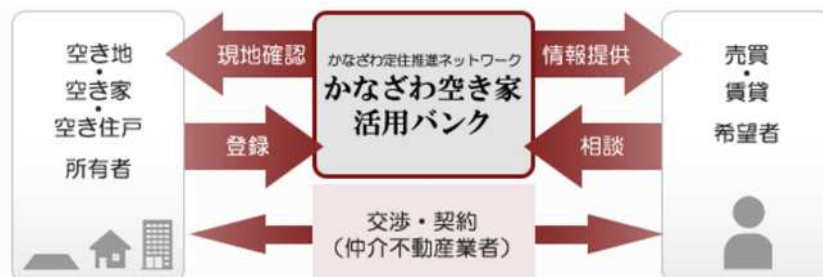 空き地
・
空き家
・
空き住戸
所有者
現地確認
登録
かなざわ定住推進ネットワーク
かなざわ空き家
活用バンク
情報提供
相談
売買
・
賃貸
希望者
交渉・契約
（仲介不動産業者）